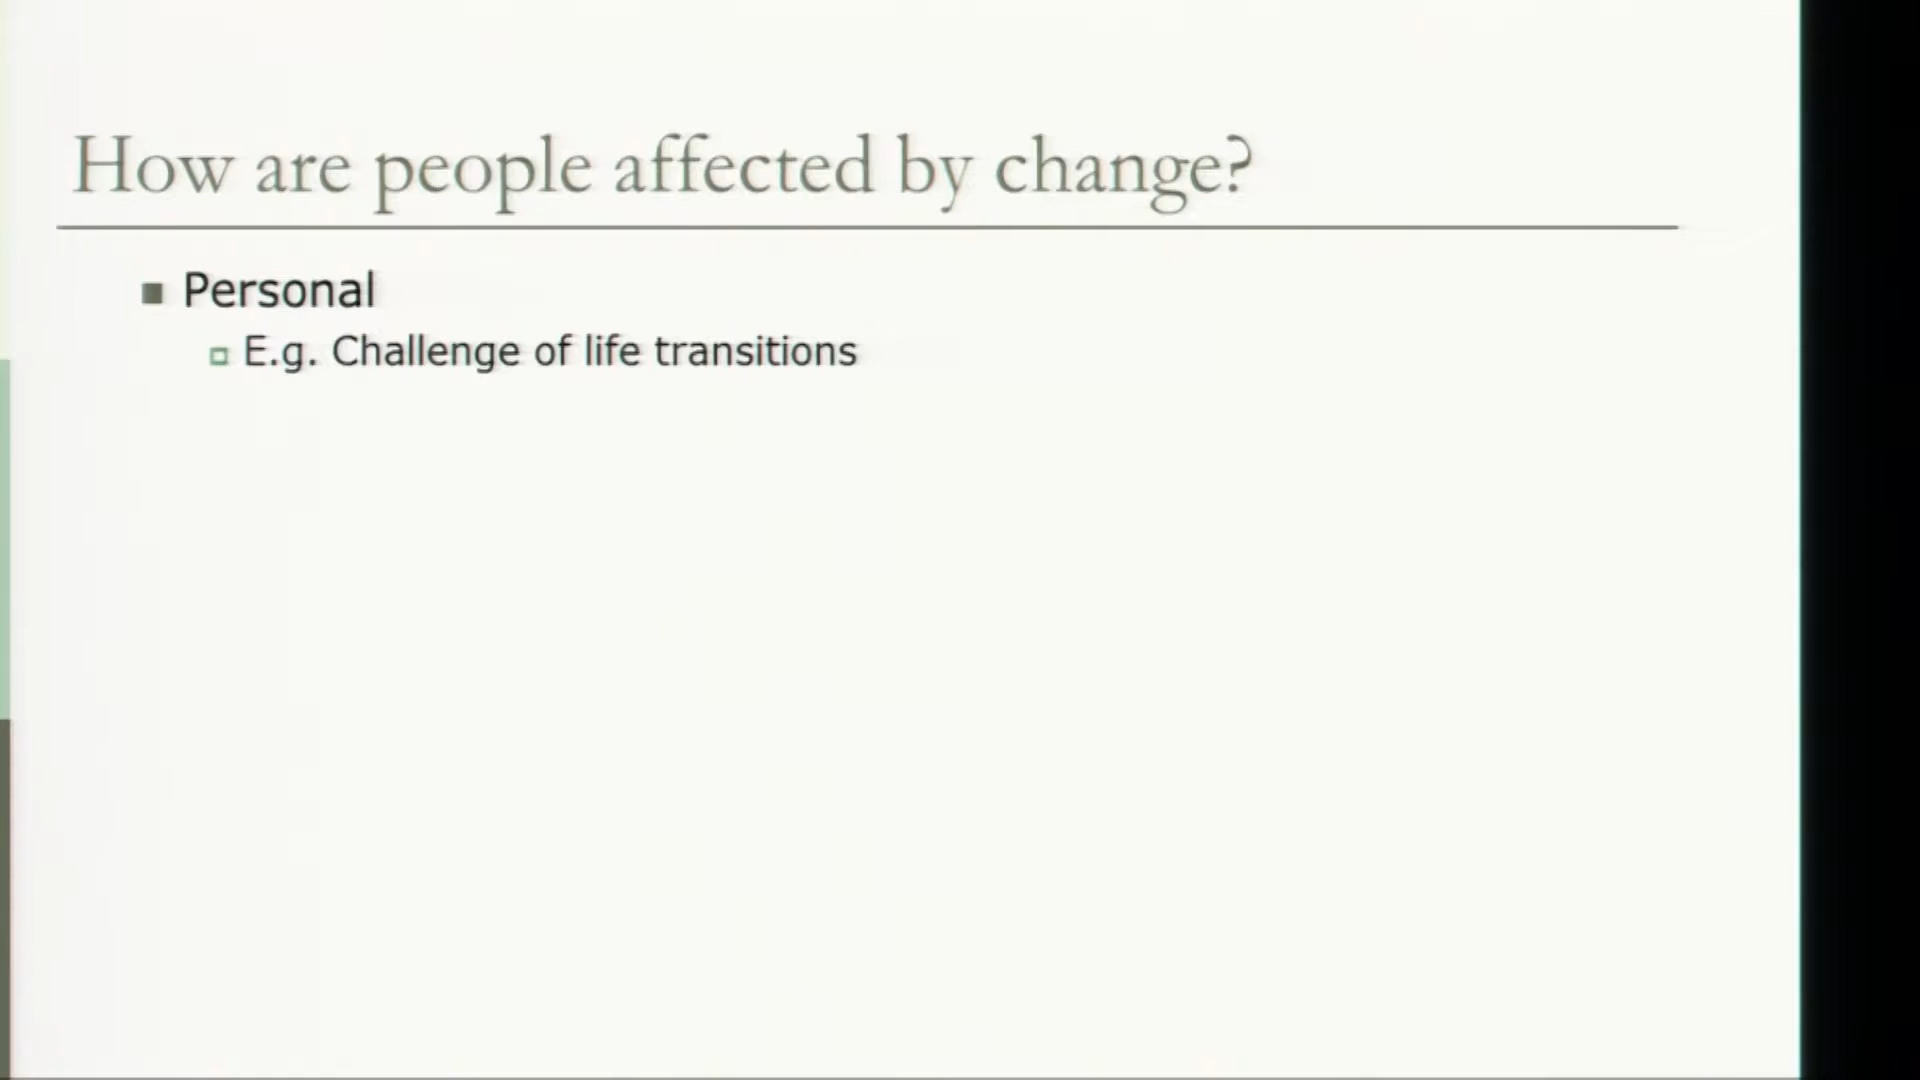 How are people affected by change?
Personal
E.g. Challenge of life transitions